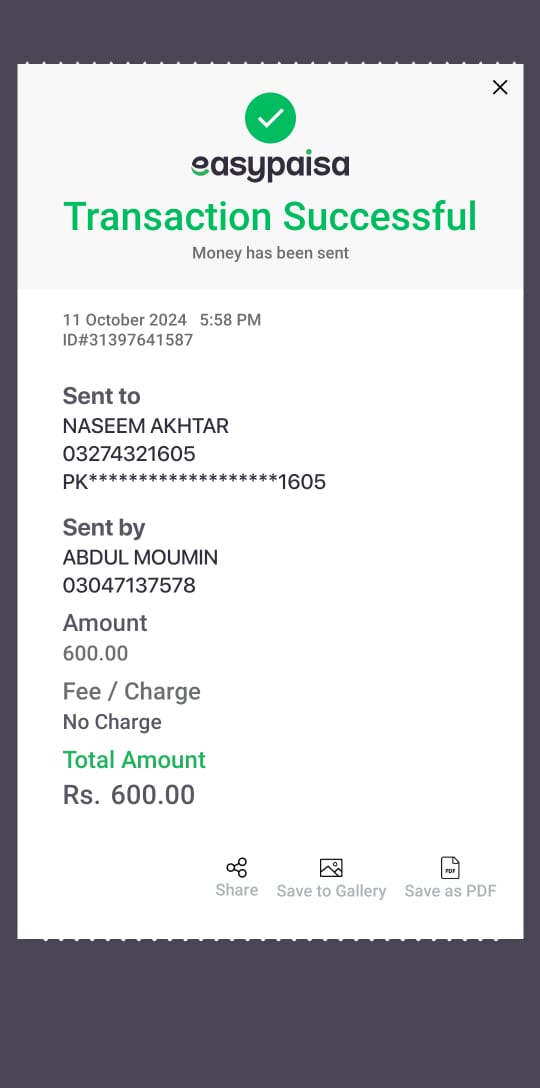 easypaisa
Transaction Successful
Money has been sent
11 October 2024 5:58 PM
ID#31397641587
Sent to
NASEEM AKHTAR
03274321605
PK*******************1605
Sent by
ABDUL MOUMIN
03047137578
Amount
600.00
Fee / Charge
No Charge
Total Amount
Rs. 600.00
PDF
Share Save to Gallery Save as PDF